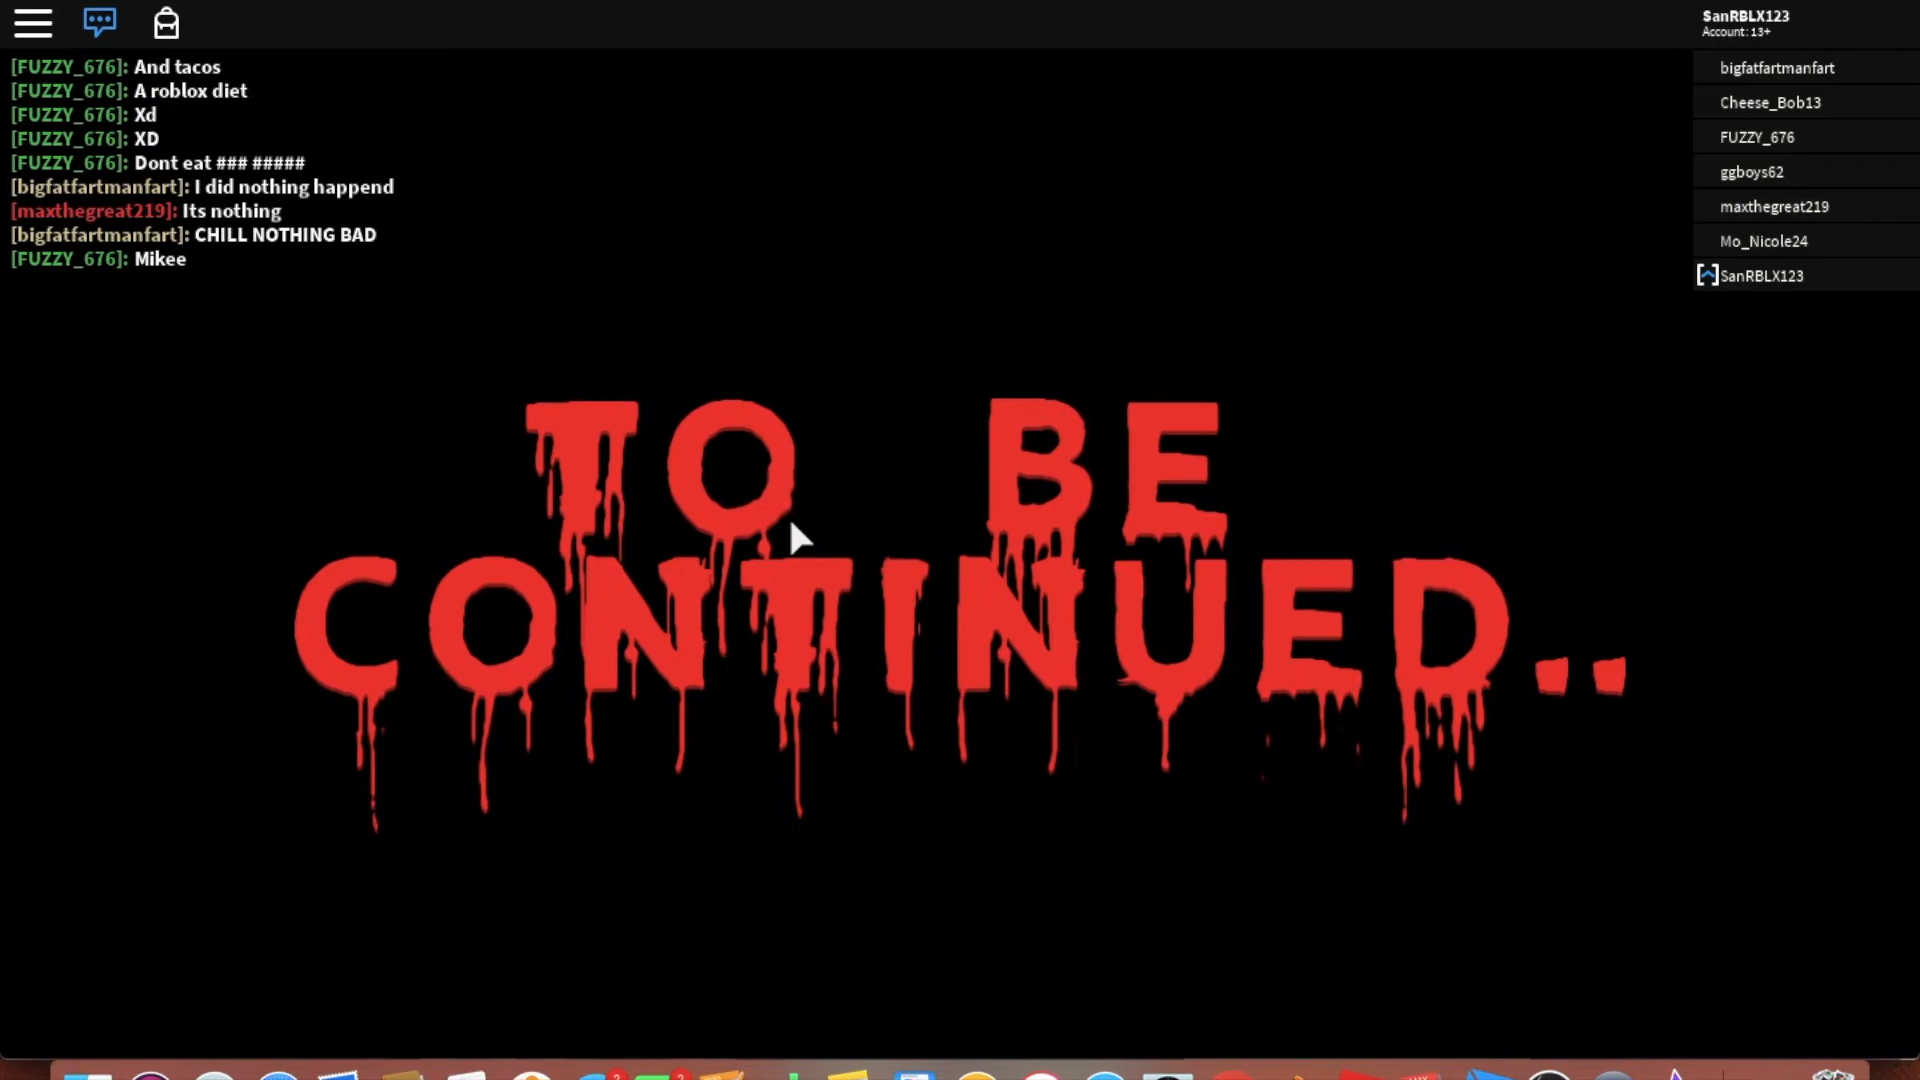 SanRBLX123
Account: 13+
[FUZZY_676]: And tacos
[FUZZY_676]: A roblox diet
[FUZZY_676]: Xd
[FUZZY_676]: XD
[FUZZY_676]: Dont eat ### #####
[bigfatfartmanfart]: I did nothing happend
[maxthegreat219]: Its nothing
[bigfatfartmanfart]: CHILL NOTHING BAD
[FUZZY_676]: Mikee
bigfatfartmanfart
Cheese_Bob13
FUZZY_676
ggboys62
maxthegreat219
Mo_Nicole24
SanRBLX123
TO BE
CONTINUED..